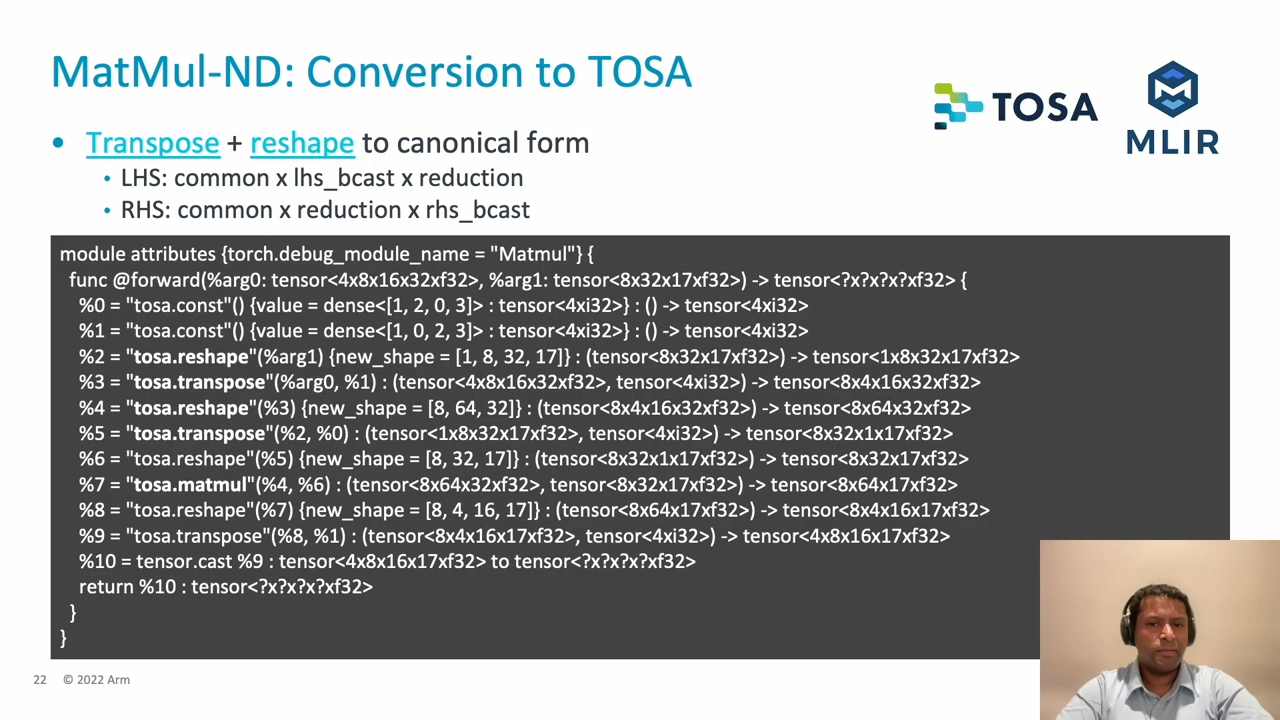 MatMul-ND: Conversion to TOSA
TOSA
MLIR
• Transpose + reshape to canonical form
• LHS: common x lhs_bcast x reduction
• RHS: common x reduction x rhs_bcast
module attributes {torch.debug_module_name = "Matmul"} {
func @forward(%arg0: tensor<4x8x16x32xf32>, %arg1: tensor<8x32x17xf32>) -> tensor<?x?x?x?xf32> {
%0 = "tosa.const"() {value = dense<[1, 2, 0, 3]> : tensor<4xi32>} : () -> tensor<4xi32>
%1 = "tosa.const"() {value = dense<[1, 0, 2, 3]> : tensor<4xi32>} : () -> tensor<4xi32>
%2 = "tosa.reshape"(%arg1) {new_shape = [1, 8, 32, 17]} : (tensor<8x32x17xf32>) -> tensor<1x8x32x17xf32>
%3 = "tosa.transpose"(%arg0, %1) : (tensor<4x8x16x32xf32>, tensor<4xi32>) -> tensor<8x4x16x32xf32>
%4 = "tosa.reshape"(%3) {new_shape = [8, 64, 32]} : (tensor<8x4x16x32xf32>) -> tensor<8x64x32xf32>
%5 = "tosa.transpose"(%2, %0) : (tensor<1x8x32x17xf32>, tensor<4xi32>) -> tensor<8x32x1x17xf32>
%6 = "tosa.reshape"(%5) {new_shape = [8, 32, 17]} : (tensor<8x32x1x17xf32>) -> tensor<8x32x17xf32>
%7 = "tosa.matmul"(%4, %6) : (tensor<8x64x32xf32>, tensor<8x32x17xf32>) -> tensor<8x64x17xf32>
%8 = "tosa.reshape"(%7) {new_shape = [8, 4, 16, 17]} : (tensor<8x64x17xf32>) -> tensor<8x4x16x17xf32>
%9 = "tosa.transpose"(%8, %1) : (tensor<8x4x16x17xf32>, tensor<4xi32>) -> tensor<4x8x16x17xf32>
%10 = tensor.cast %9 : tensor<4x8x16x17xf32> to tensor<?x?x?x?xf32>
return %10 : tensor<?x?x?x?xf32>
}
}
22 © 2022 Arm